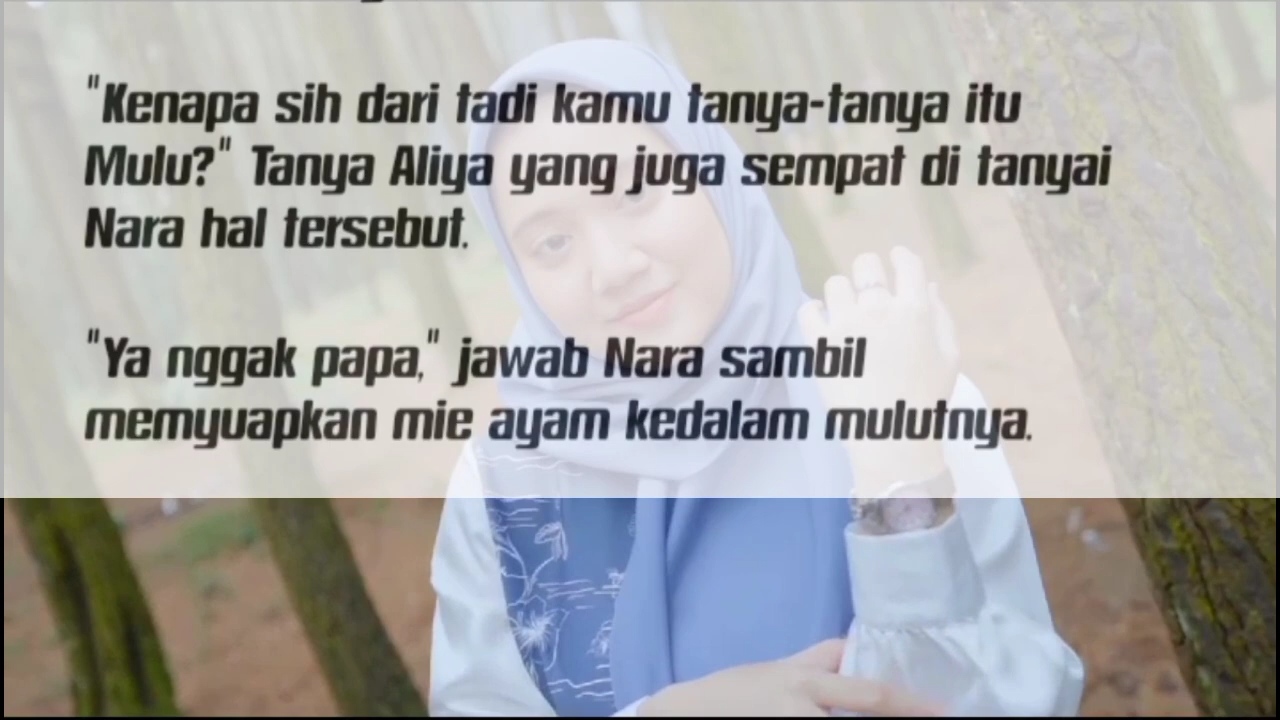 "Kenapa sih dari tadi kamu tanya-tanya itu
Mulu?" Tanya Aliya yang juga sempat di tanyai
Nara hal tersebut.
"Ya nggak papa," jawab Nara sambil
memyuapkan mie ayam kedalam mulutnya.